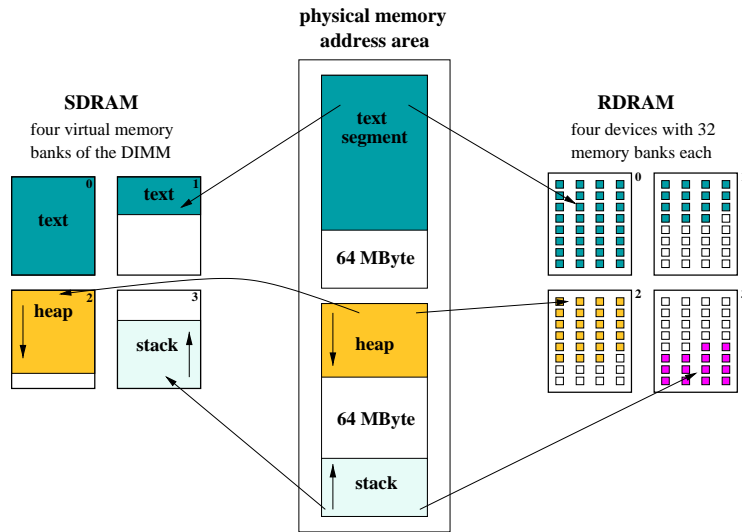 physical memory
address area
SDRAM
four virtual memory
banks of the DIMM
0
text
1
text
2
heap
3
stack
text
segment
64 MByte
heap
64 MByte
stack
RDRAM
four devices with 32
memory banks each
0
2